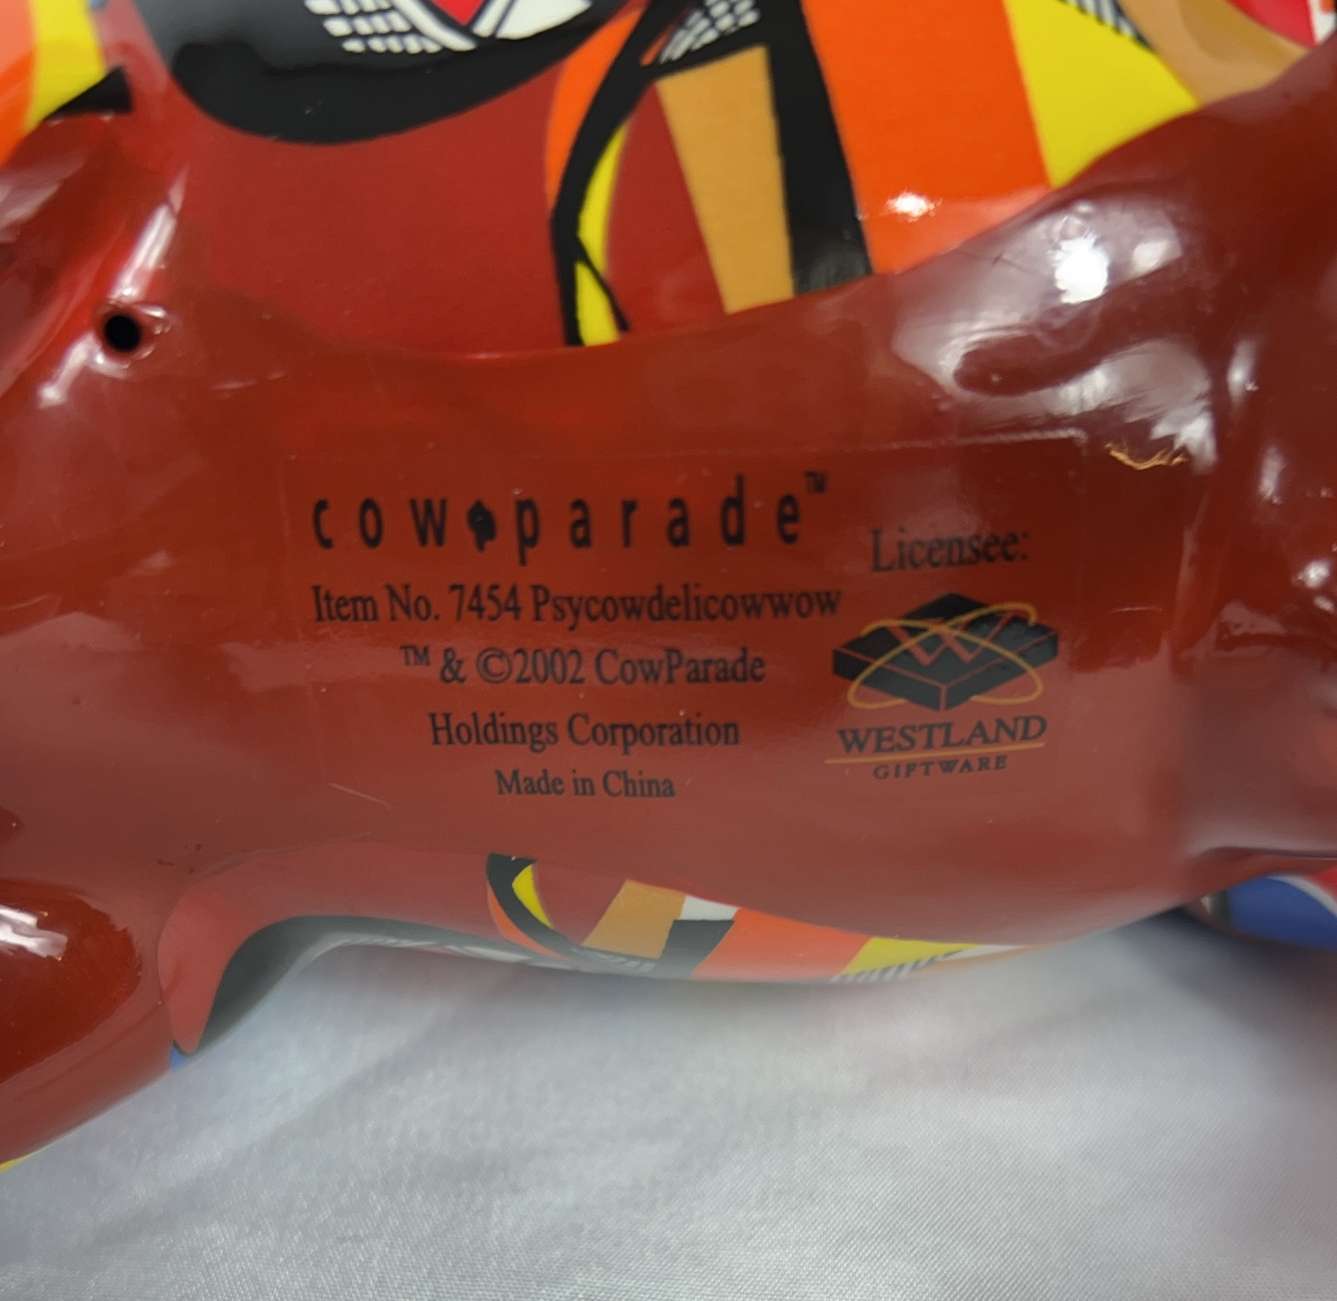 cow parade™
Item No. 7454 Psycowdelicowwow
™ & ©2002 CowParade
Holdings Corporation
Made in China
Licensee:
W
WESTLAND
GIFTWARE